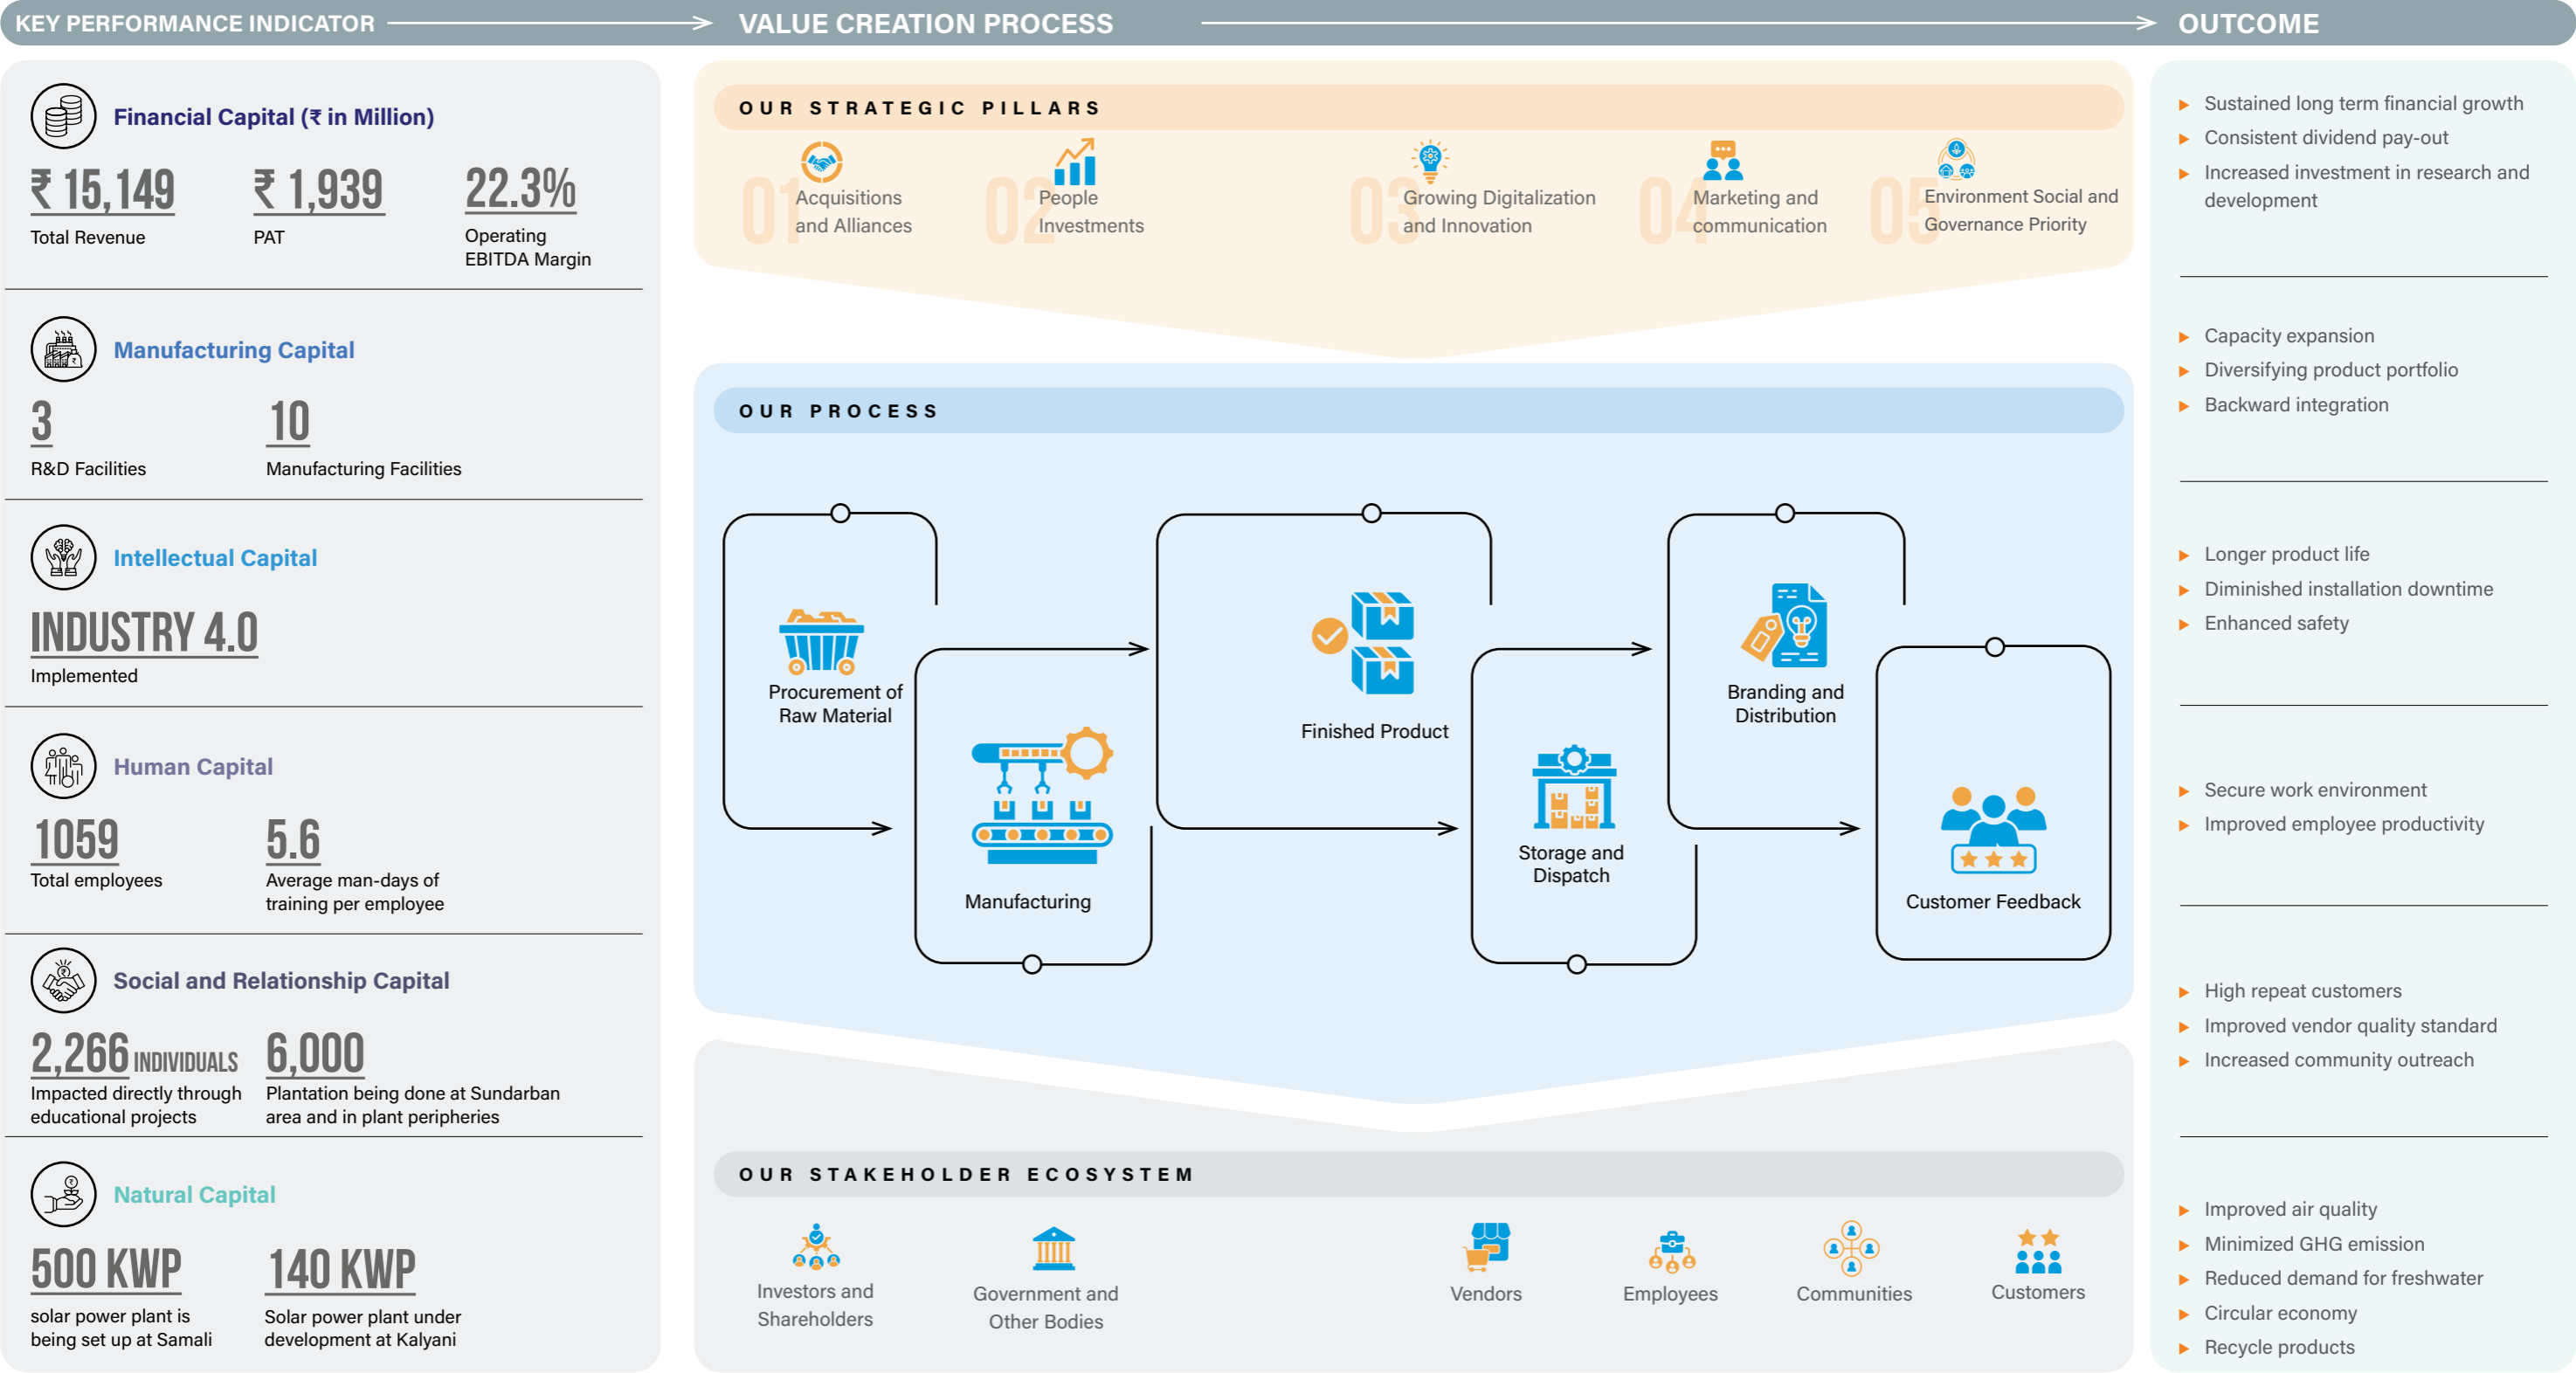 KEY PERFORMANCE INDICATOR
VALUE CREATION PROCESS
OUTCOME
Financial Capital (₹ in Million)
₹ 15,149
Total Revenue
₹ 1,939
PAT
22.3%
Operating
EBITDA Margin
Manufacturing Capital
3
R&D Facilities
10
Manufacturing Facilities
Intellectual Capital
INDUSTRY 4.0
Implemented
Human Capital
1059
Total employees
5.6
Average man-days of
training per employee
Social and Relationship Capital
2,266 INDIVIDUALS
Impacted directly through
educational projects
6,000
Plantation being done at Sundarban
area and in plant peripheries
Natural Capital
500 KWP
solar power plant is
being set up at Samali
140 KWP
Solar power plant under
development at Kalyani
OUR STRATEGIC PILLARS
01
Acquisitions
and Alliances
02
People
Investments
03
Growing Digitalization
and Innovation
04
Marketing and
communication
05
Environment Social and
Governance Priority
OUR PROCESS
Procurement of
Raw Material
Manufacturing
Finished Product
Storage and
Dispatch
Branding and
Distribution
Customer Feedback
OUR STAKEHOLDER ECOSYSTEM
Investors and
Shareholders
Government and
Other Bodies
Vendors
Employees
Communities
Customers
Sustained long term financial growth
Consistent dividend pay-out
Increased investment in research and
development
Capacity expansion
Diversifying product portfolio
Backward integration
Longer product life
Diminished installation downtime
Enhanced safety
Secure work environment
Improved employee productivity
High repeat customers
Improved vendor quality standard
Increased community outreach
Improved air quality
Minimized GHG emission
Reduced demand for freshwater
Circular economy
Recycle products